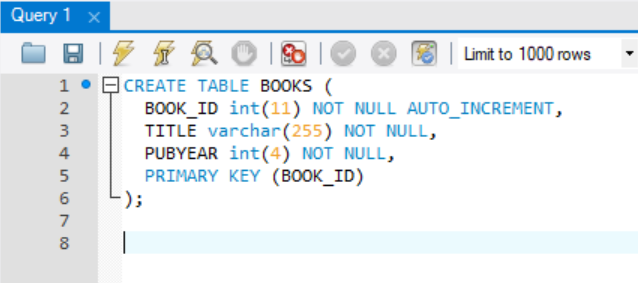 Query 1
Limit to 1000 rows
1 CREATE TABLE BOOKS (
2 BOOK_ID int(11) NOT NULL AUTO_INCREMENT,
3 TITLE varchar(255) NOT NULL,
4 PUBYEAR int(4) NOT NULL,
5 PRIMARY KEY (BOOK_ID)
6 );
7
8